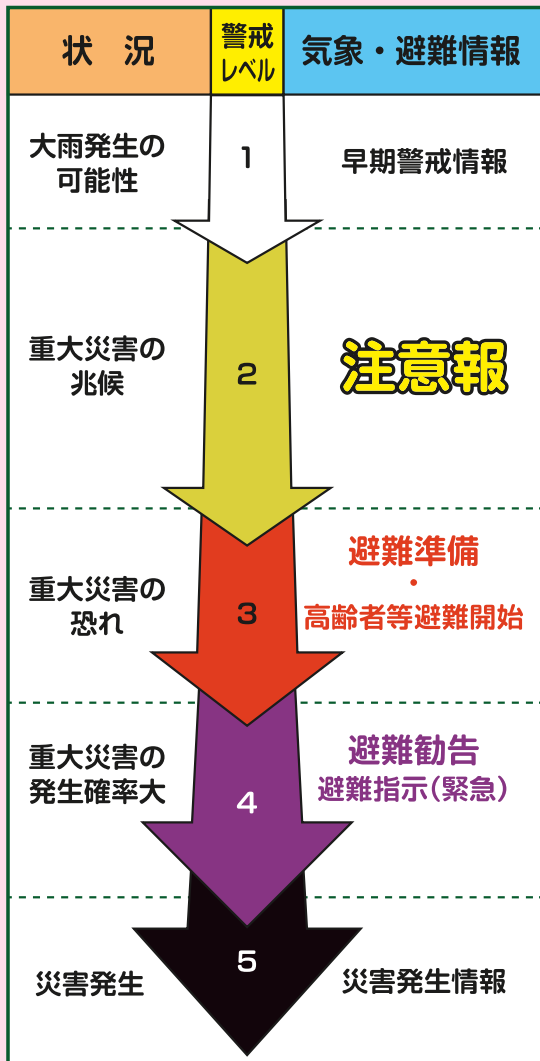 状 況
警戒
レベル
気象・避難情報
大雨発生の
可能性
1
早期警戒情報
重大災害の
兆候
2
注意報
重大災害の
恐れ
3
避難準備
・
高齢者等避難開始
重大災害の
発生確率大
4
避難勧告
避難指示(緊急)
災害発生
5
災害発生情報